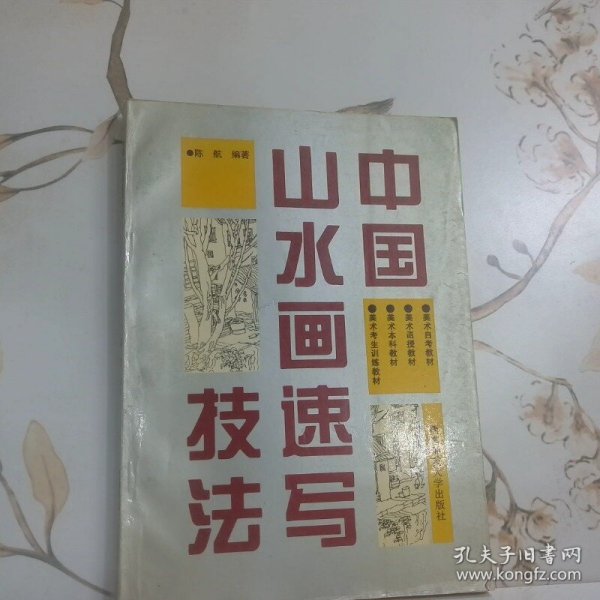 中国
山水画速写
技法
●陈航 编著
●美术自考教材
●美术函授教材
●美术本科教材
●美术考生训练教材
大学出版社
孔夫子旧书网
www.kongfz.com